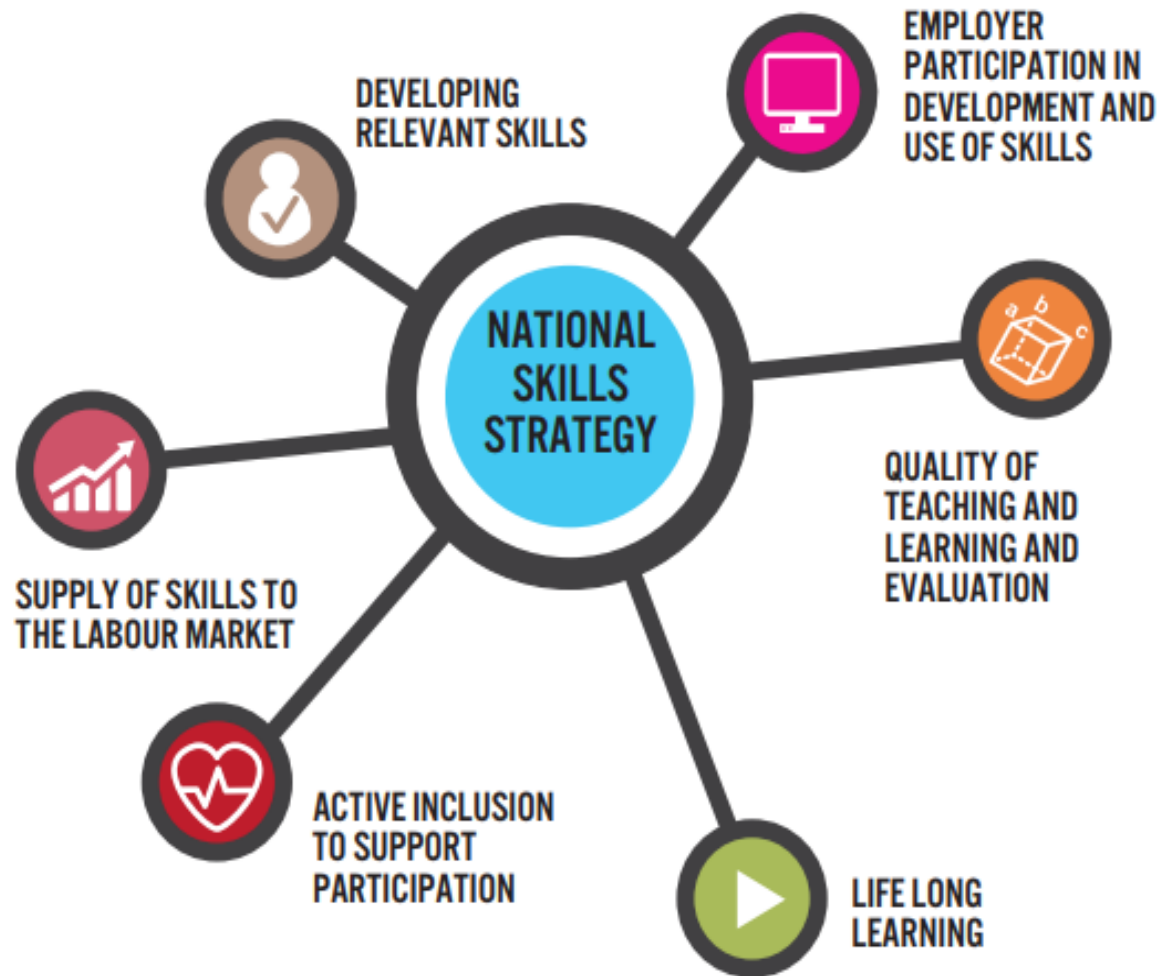 EMPLOYER
PARTICIPATION IN
DEVELOPMENT AND
USE OF SKILLS
DEVELOPING
RELEVANT SKILLS
NATIONAL
SKILLS
STRATEGY
a b c
QUALITY OF
TEACHING AND
LEARNING AND
EVALUATION
SUPPLY OF SKILLS TO
THE LABOUR MARKET
ACTIVE INCLUSION
TO SUPPORT
PARTICIPATION
LIFE LONG
LEARNING